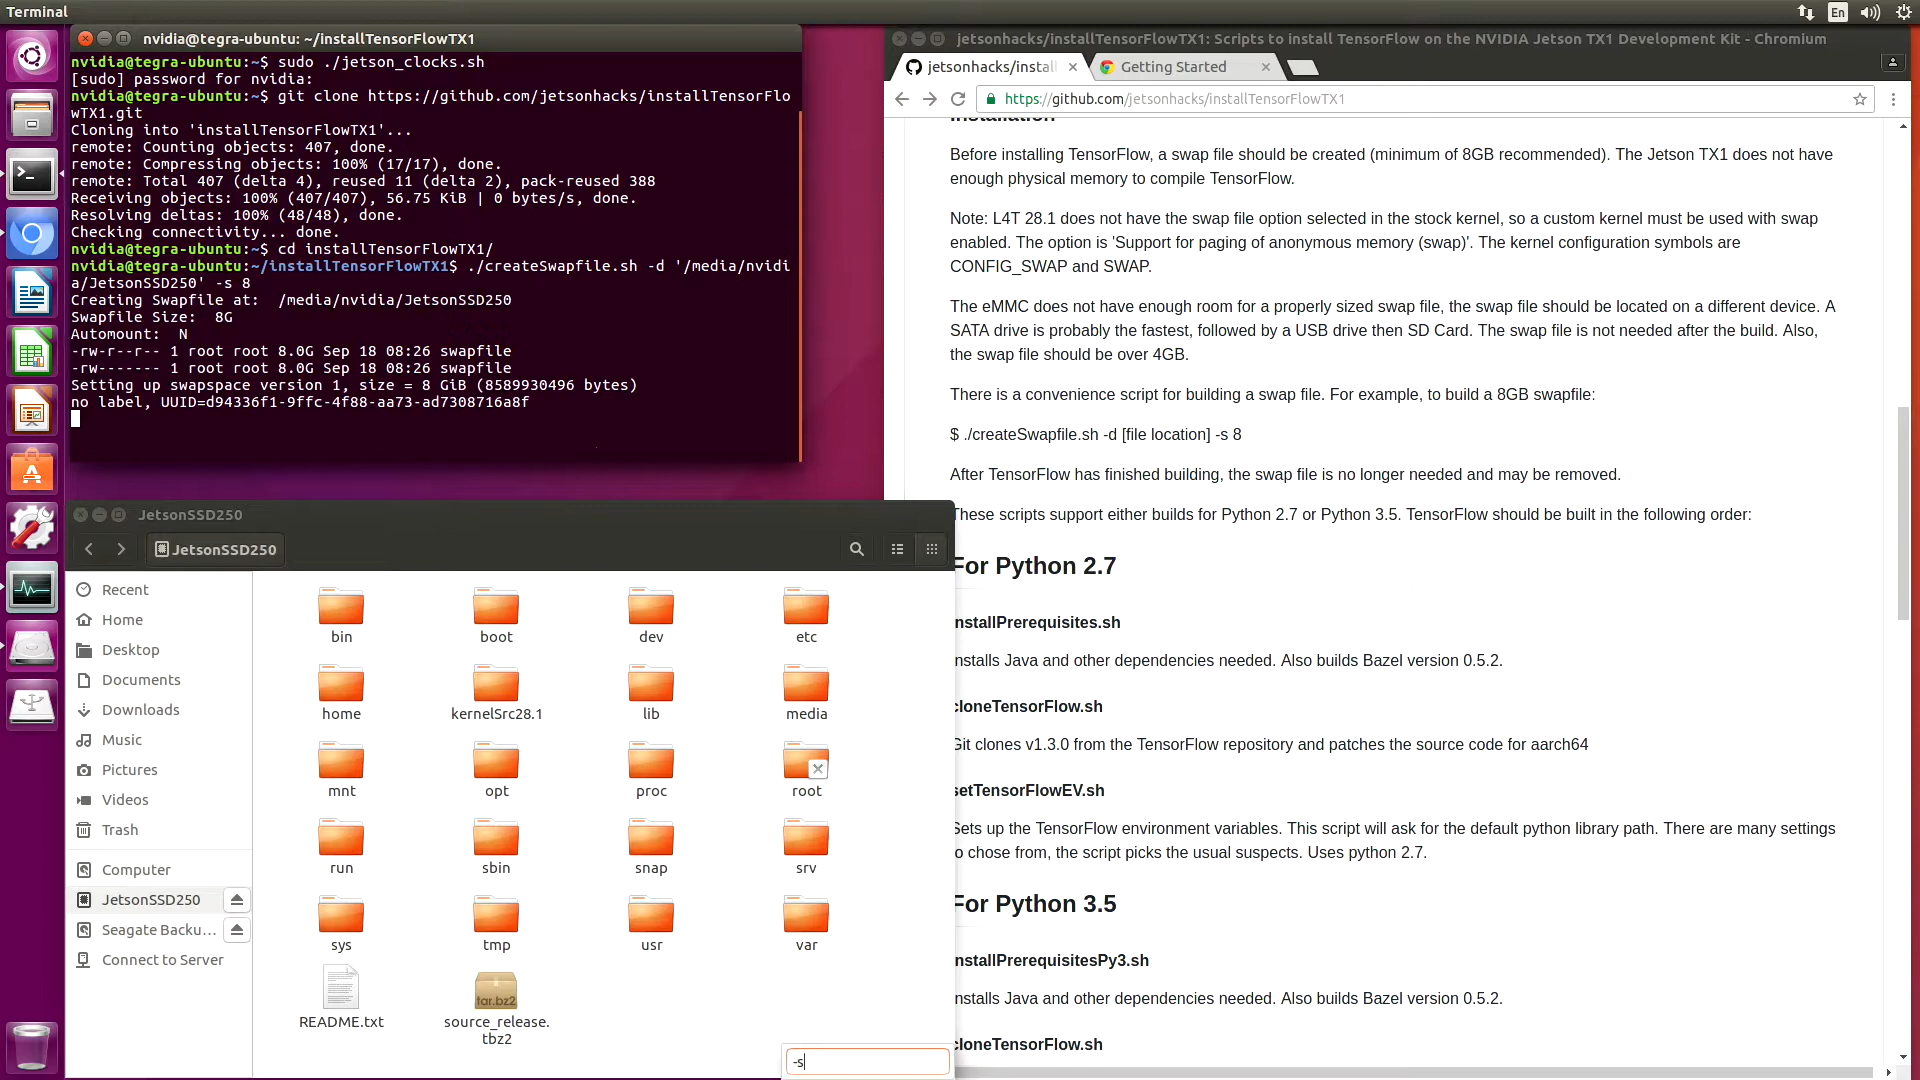 Terminal
En
nvidia@tegra-ubuntu: ~/installTensorFlowTX1
nvidia@tegra-ubuntu:~$ sudo ./jetson_clocks.sh
[sudo] password for nvidia:
nvidia@tegra-ubuntu:~$ git clone https://github.com/jetsonhacks/installTensorFlo
wTX1.git
Cloning into 'installTensorFlowTX1'...
remote: Counting objects: 407, done.
remote: Compressing objects: 100% (17/17), done.
remote: Total 407 (delta 4), reused 11 (delta 2), pack-reused 388
Receiving objects: 100% (407/407), 56.75 KiB | 0 bytes/s, done.
Resolving deltas: 100% (48/48), done.
Checking connectivity... done.
nvidia@tegra-ubuntu:~$ cd installTensorFlowTX1/
nvidia@tegra-ubuntu:~/installTensorFlowTX1$ ./createSwapfile.sh -d '/media/nvidi
a/JetsonSSD250' -s 8
Creating Swapfile at:  /media/nvidia/JetsonSSD250
Swapfile Size:  8G
Automount:  N
-rw-r--r-- 1 root root 8.0G Sep 18 08:26 swapfile
-rw------- 1 root root 8.0G Sep 18 08:26 swapfile
Setting up swapspace version 1, size = 8 GiB (8589930496 bytes)
no label, UUID=d94336f1-9ffc-4f88-aa73-ad7308716a8f
JetsonSSD250
JetsonSSD250
Recent
Home
Desktop
Documents
Downloads
Music
Pictures
Videos
Trash
Computer
JetsonSSD250
Seagate Backu...
Connect to Server
bin
boot
dev
etc
home
kernelSrc28.1
lib
media
mnt
opt
proc
root
run
sbin
snap
srv
sys
tmp
usr
var
README.txt
tar.bz2
source_release.
tbz2
-s
jetsonhacks/installTensorFlowTX1: Scripts to install TensorFlow on the NVIDIA Jetson TX1 Development Kit - Chromium
jetsonhacks/install
Getting Started
https://github.com/jetsonhacks/installTensorFlowTX1
Installation
Before installing TensorFlow, a swap file should be created (minimum of 8GB recommended). The Jetson TX1 does not have
enough physical memory to compile TensorFlow.
Note: L4T 28.1 does not have the swap file option selected in the stock kernel, so a custom kernel must be used with swap
enabled. The option is 'Support for paging of anonymous memory (swap)'. The kernel configuration symbols are
CONFIG_SWAP and SWAP.
The eMMC does not have enough room for a properly sized swap file, the swap file should be located on a different device. A
SATA drive is probably the fastest, followed by a USB drive then SD Card. The swap file is not needed after the build. Also,
the swap file should be over 4GB.
There is a convenience script for building a swap file. For example, to build a 8GB swapfile:
$ ./createSwapfile.sh -d [file location] -s 8
After TensorFlow has finished building, the swap file is no longer needed and may be removed.
These scripts support either builds for Python 2.7 or Python 3.5. TensorFlow should be built in the following order:
For Python 2.7
installPrerequisites.sh
Installs Java and other dependencies needed. Also builds Bazel version 0.5.2.
cloneTensorFlow.sh
Git clones v1.3.0 from the TensorFlow repository and patches the source code for aarch64
setTensorFlowEV.sh
Sets up the TensorFlow environment variables. This script will ask for the default python library path. There are many settings
to chose from, the script picks the usual suspects. Uses python 2.7.
For Python 3.5
installPrerequisitesPy3.sh
Installs Java and other dependencies needed. Also builds Bazel version 0.5.2.
cloneTensorFlow.sh